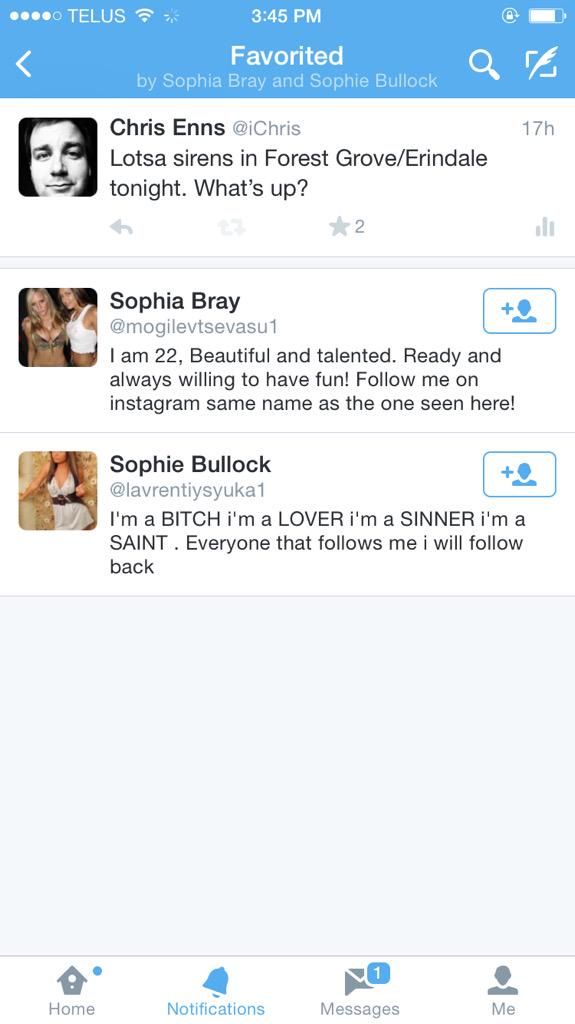 TELUS 3:45 PM
Favorited
by Sophia Bray and Sophie Bullock
Chris Enns @iChris 17h
Lotsa sirens in Forest Grove/Erindale
tonight. What's up?
2
Sophia Bray
@mogilevtsevasu1
I am 22, Beautiful and talented. Ready and
always willing to have fun! Follow me on
instagram same name as the one seen here!
Sophie Bullock
@lavrentiysyuka1
I'm a BITCH i'm a LOVER i'm a SINNER i'm a
SAINT . Everyone that follows me i will follow
back
1
Home Notifications Messages Me